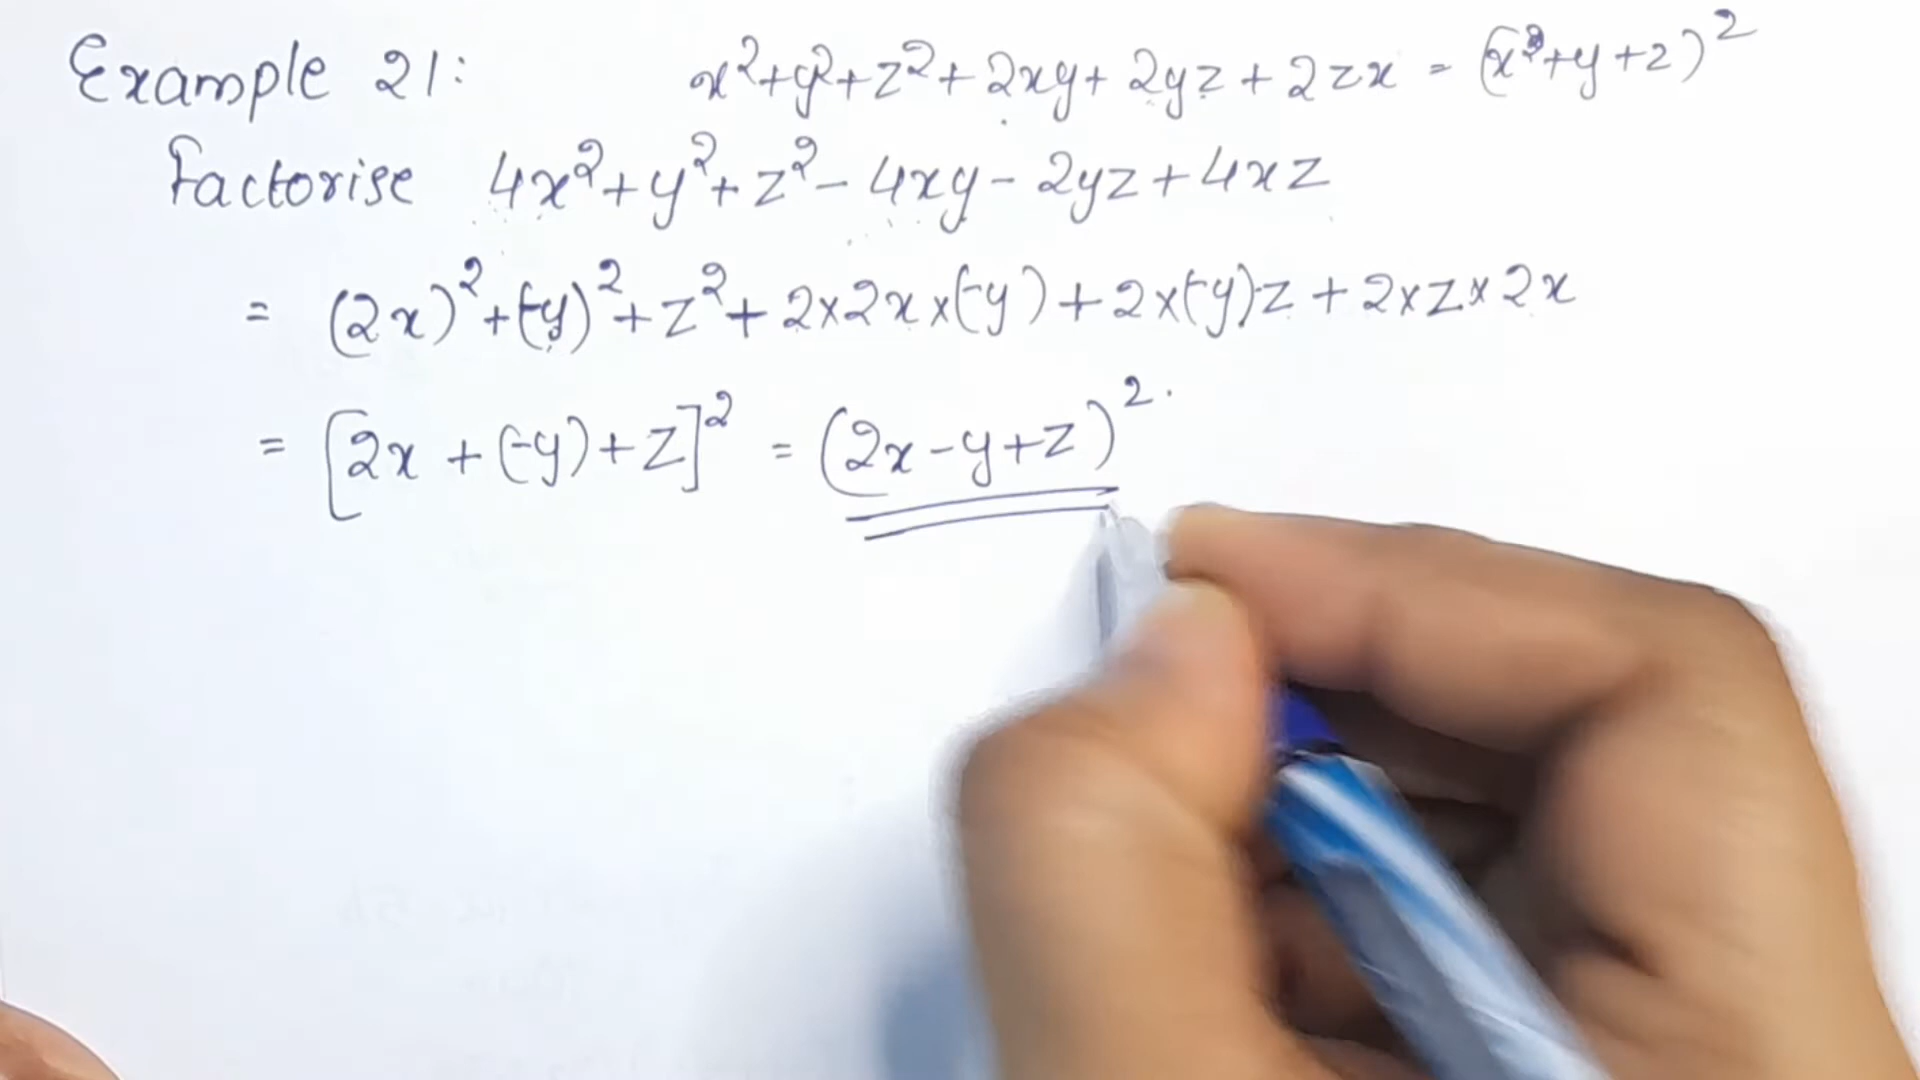 Example 21: x²+y²+z²+2xy+2yz+2zx = (x+y+z)²
Factorise 4x²+y²+z²-4xy-2yz+4xz
= (2x)²+(-y)²+z²+2×2x×(-y)+2×(-y)×z+2×z×2x
= [2x+(-y)+z]² = (2x-y+z)².